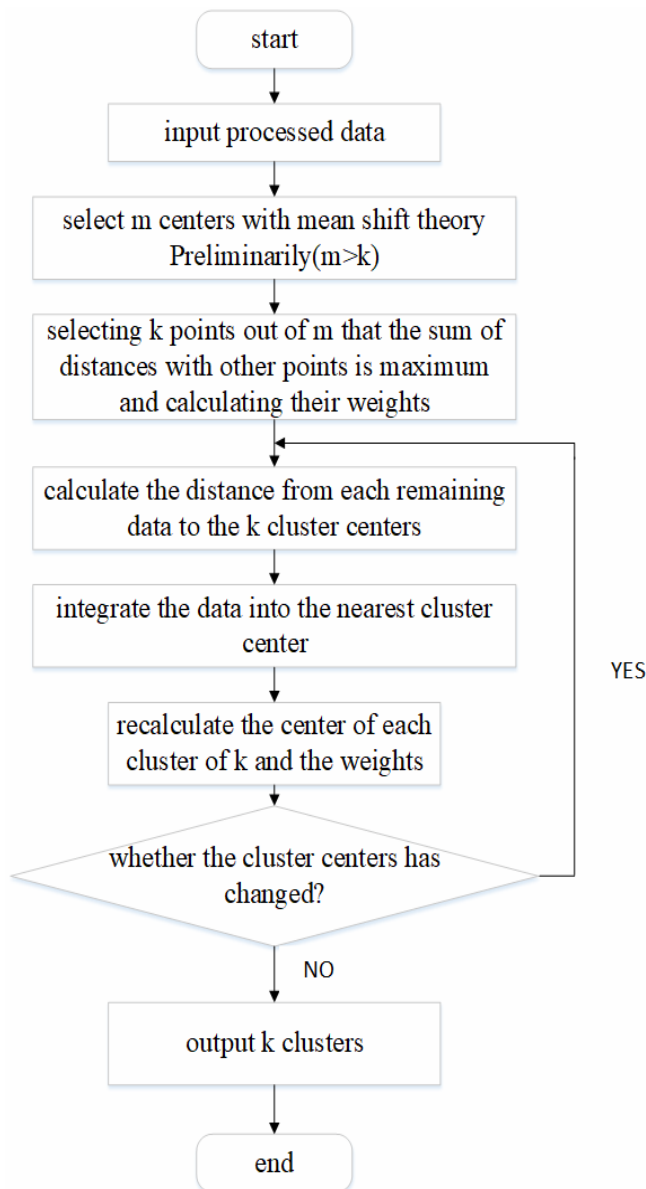 start
input processed data
select m centers with mean shift theory
Preliminarily(m>k)
selecting k points out of m that the sum of
distances with other points is maximum
and calculating their weights
calculate the distance from each remaining
data to the k cluster centers
integrate the data into the nearest cluster
center
YES
recalculate the center of each
cluster of k and the weights
whether the cluster centers has
changed?
NO
output k clusters
end